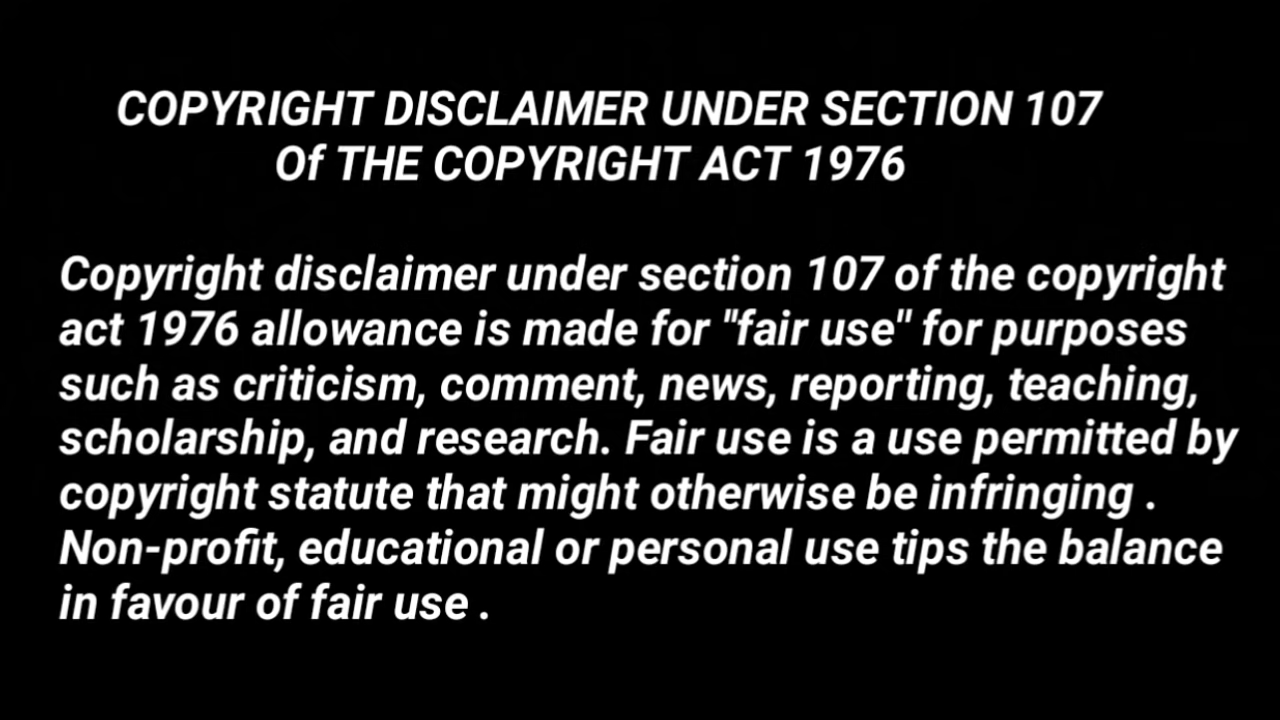 COPYRIGHT DISCLAIMER UNDER SECTION 107
Of THE COPYRIGHT ACT 1976
Copyright disclaimer under section 107 of the copyright
act 1976 allowance is made for "fair use" for purposes
such as criticism, comment, news, reporting, teaching,
scholarship, and research. Fair use is a use permitted by
copyright statute that might otherwise be infringing .
Non-profit, educational or personal use tips the balance
in favour of fair use .